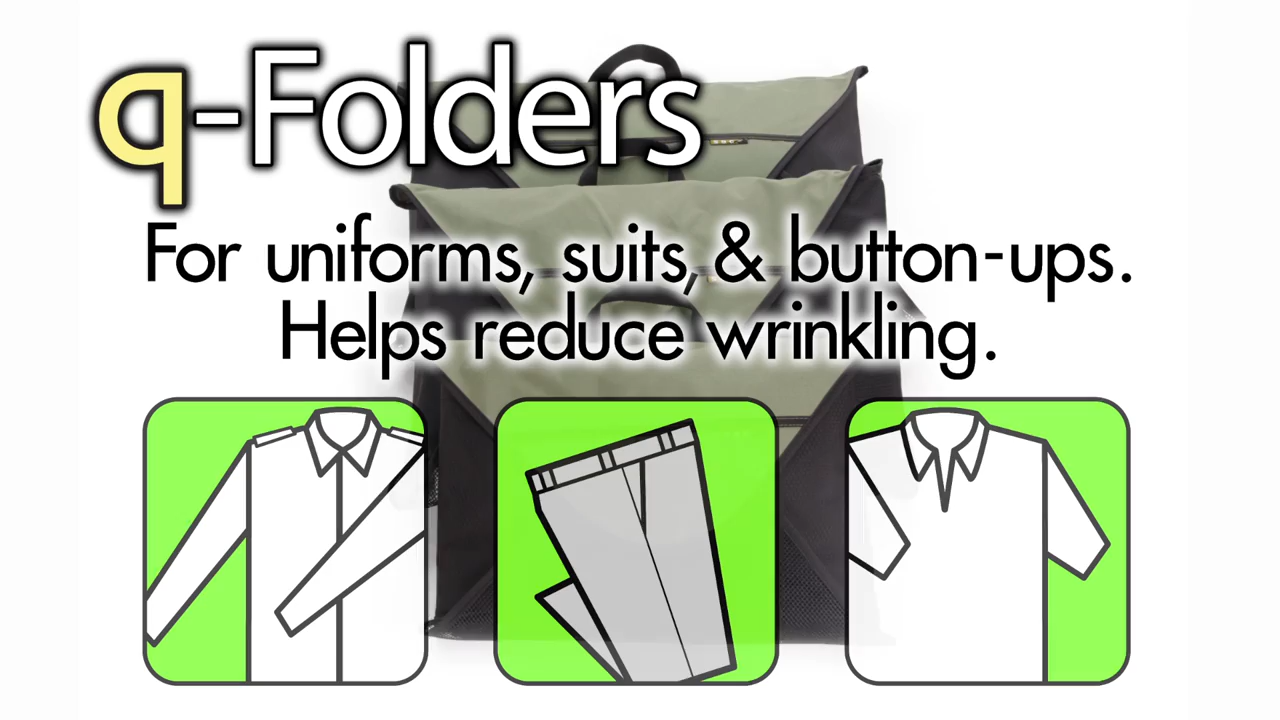 q-Folders
For uniforms, suits, & button-ups.
Helps reduce wrinkling.